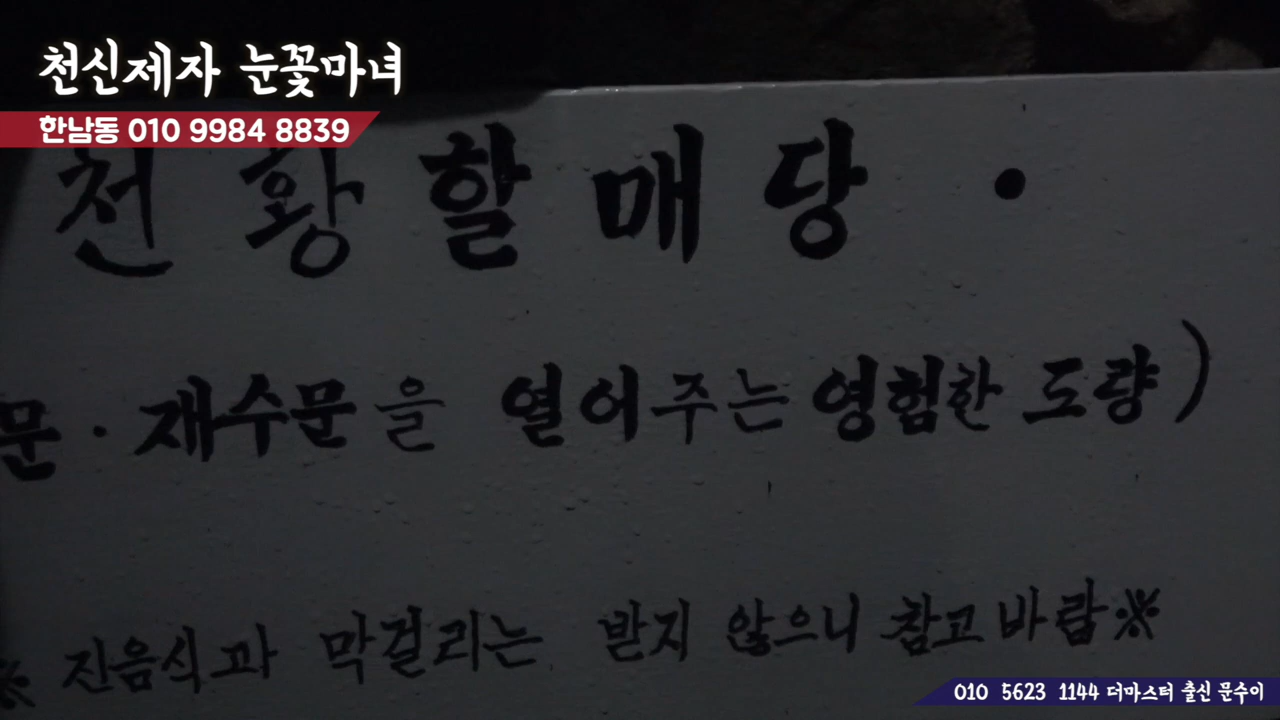 천신제자 눈꽃마녀
한남동 010 9984 8839
천황할매당 ·
문 · 재수문을 열어주는 영험한 도량)
※ 진음식과 막걸리는 받지 않으니 참고바람※
010 5623 1144 더마스터 출신 문수이